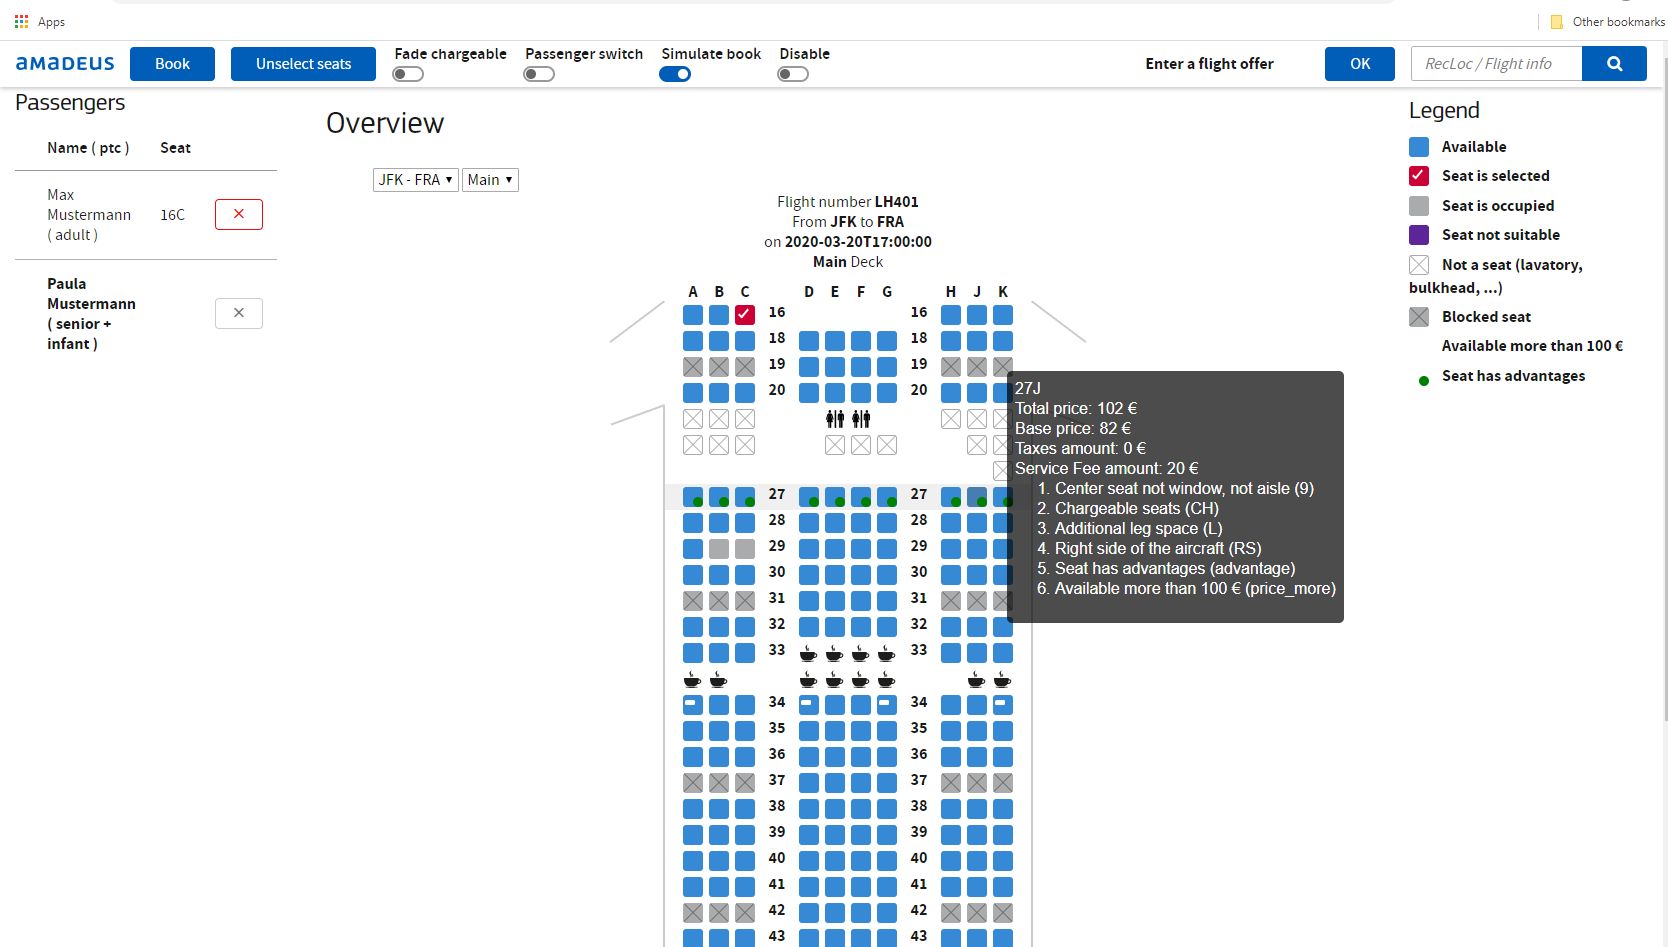 Apps
Other bookmarks
aMaDEUS
Book
Unselect seats
Fade chargeable
Passenger switch
Simulate book
Disable
Enter a flight offer
OK
RecLoc / Flight info
Passengers
Name ( ptc )
Seat
Max
Mustermann
( adult )
16C
Paula
Mustermann
( senior +
infant )
Overview
JFK - FRA
Main
Flight number LH401
From JFK to FRA
on 2020-03-20T17:00:00
Main Deck
A B C D E F G H J K
16 16
18 18
19 19
20 20
27 27
28 28
29 29
30 30
31 31
32 32
33 33
34 34
35 35
36 36
37 37
38 38
39 39
40 40
41 41
42 42
43 43
27J
Total price: 102 €
Base price: 82 €
Taxes amount: 0 €
Service Fee amount: 20 €
1. Center seat not window, not aisle (9)
2. Chargeable seats (CH)
3. Additional leg space (L)
4. Right side of the aircraft (RS)
5. Seat has advantages (advantage)
6. Available more than 100 € (price_more)
Legend
Available
Seat is selected
Seat is occupied
Seat not suitable
Not a seat (lavatory,
bulkhead, ...)
Blocked seat
Available more than 100 €
Seat has advantages